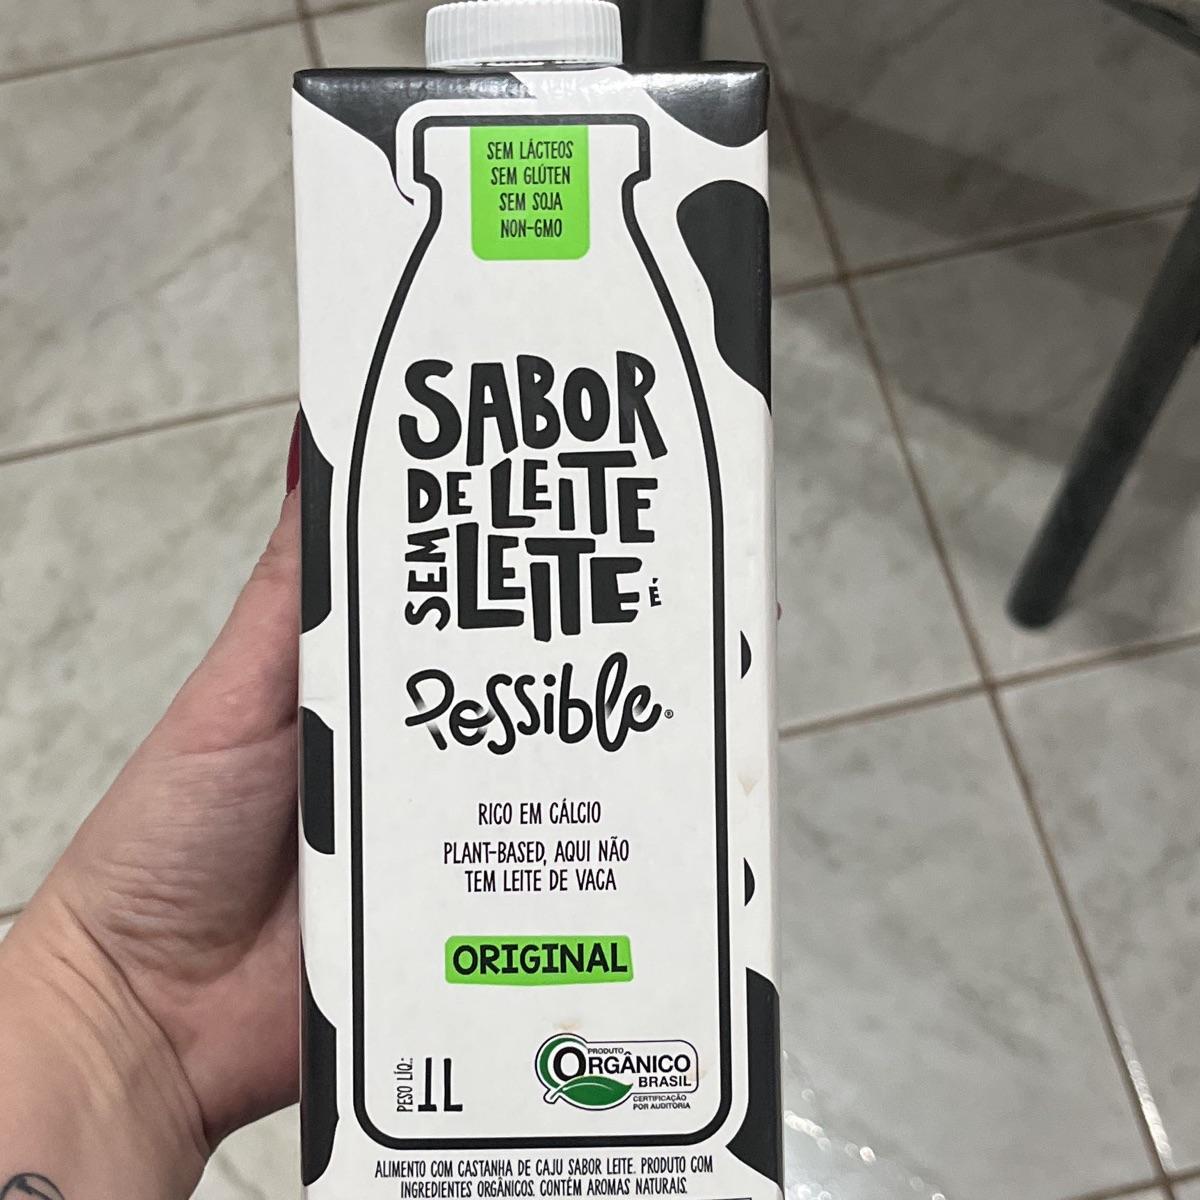 SEM LÁCTEOS
SEM GLÚTEN
SEM SOJA
NON-GMO
SABOR
DE LEITE
SEM LEITE É
Possible®
RICO EM CÁLCIO
PLANT-BASED, AQUI NÃO
TEM LEITE DE VACA
ORIGINAL
PESO LÍQ.: 1L
PRODUTO
ORGÂNICO
BRASIL
CERTIFICAÇÃO
POR AUDITORIA
ALIMENTO COM CASTANHA DE CAJU SABOR LEITE. PRODUTO COM
INGREDIENTES ORGÂNICOS. CONTÉM AROMAS NATURAIS.